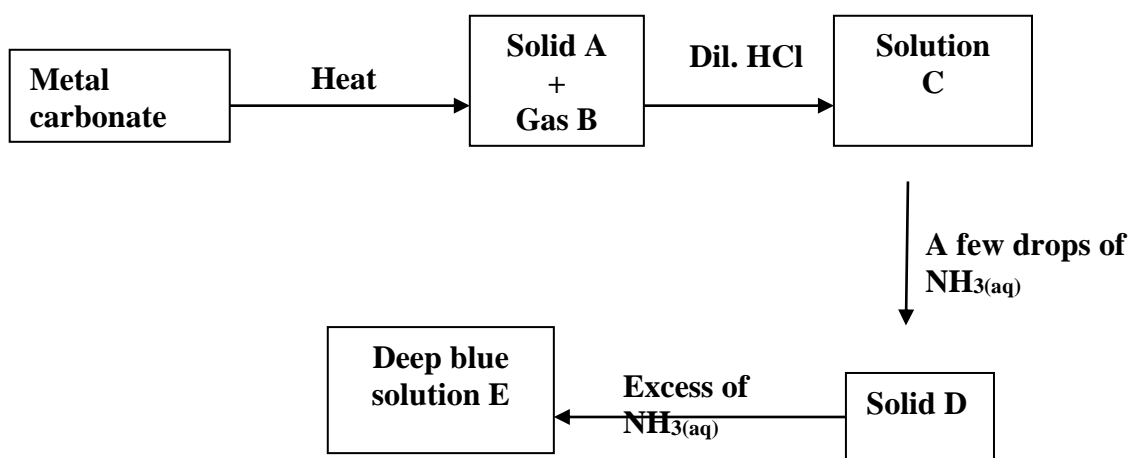 Metal
carbonate
Heat
Solid A
+
Gas B
Dil. HCl
Solution
C
A few drops of
NH3(aq)
Solid D
Excess of
NH3(aq)
Deep blue
solution E